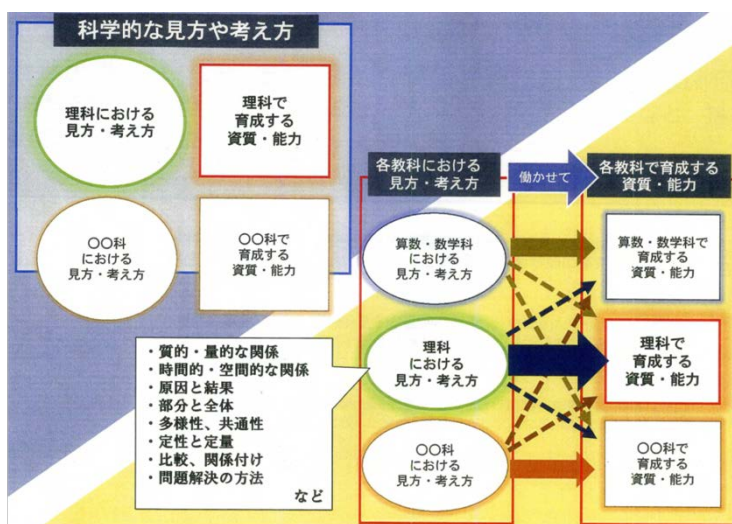 科学的な見方や考え方
理科における
見方・考え方
理科で
育成する
資質・能力
〇〇科
における
見方・考え方
〇〇科で
育成する
資質・能力
各教科における
見方・考え方
働かせて
各教科で育成する
資質・能力
算数・数学科
における
見方・考え方
算数・数学科で
育成する
資質・能力
理科
における
見方・考え方
理科で
育成する
資質・能力
〇〇科
における
見方・考え方
〇〇科で
育成する
資質・能力
・質的・量的な関係
・時間的・空間的な関係
・原因と結果
・部分と全体
・多様性、共通性
・定性と定量
・比較、関係付け
・問題解決の方法
など